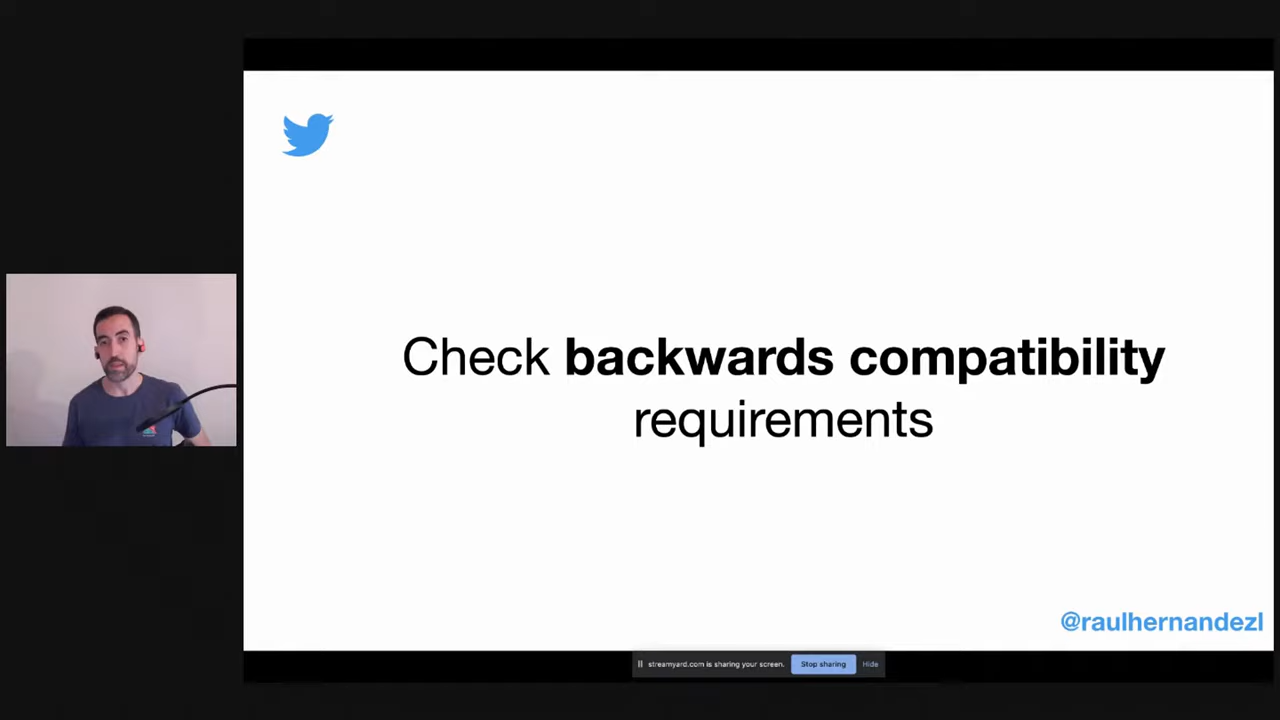 Check backwards compatibility
requirements
@raulhernandezl
streamyard.com is sharing your screen. Stop sharing Hide